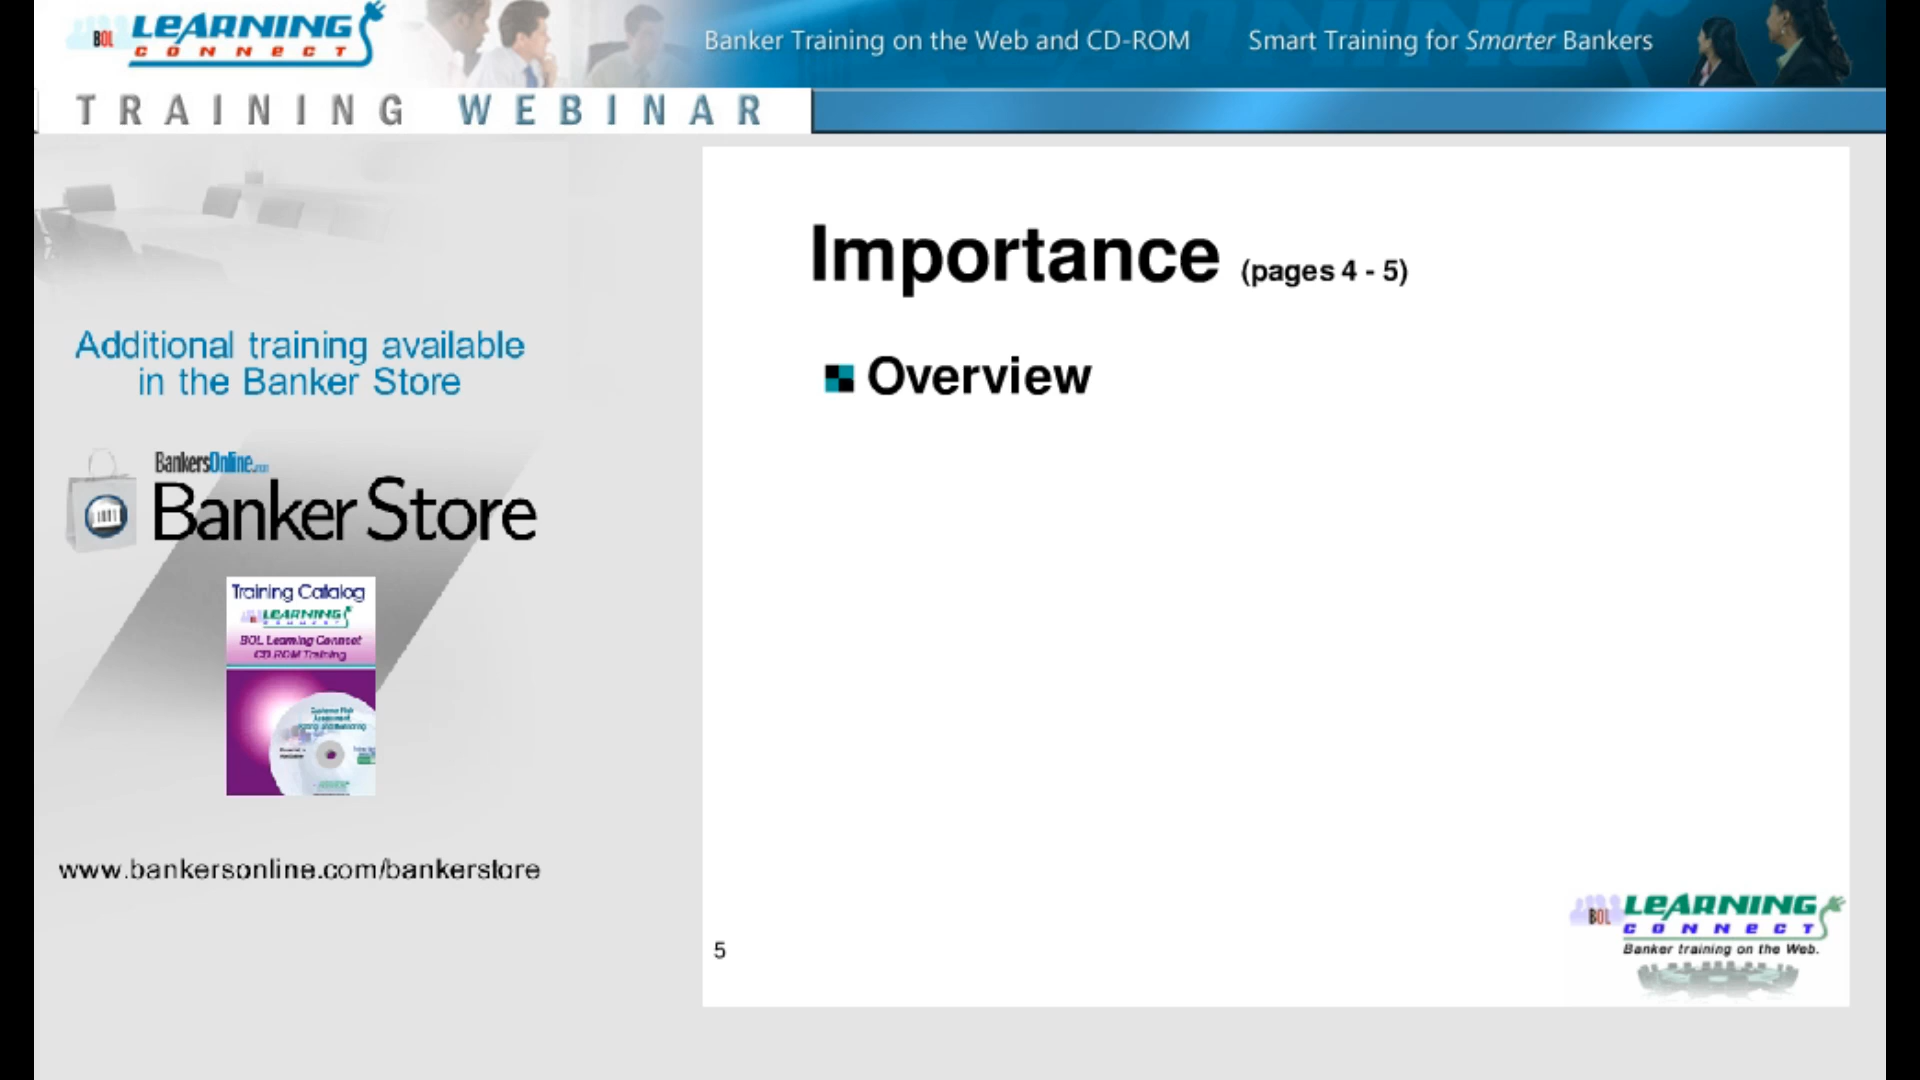 BOL LEARNING
CONNECT
Banker Training on the Web and CD-ROM
Smart Training for Smarter Bankers
TRAINING WEBINAR
Additional training available
in the Banker Store
BankersOnline.com
Banker Store
Training Catalog
LEARNING
CONNECT
BOL Learning Connect
CD ROM Training
www.bankersonline.com/bankerstore
Importance (pages 4 - 5)
Overview
5
BOL LEARNING
CONNECT
Banker training on the Web.